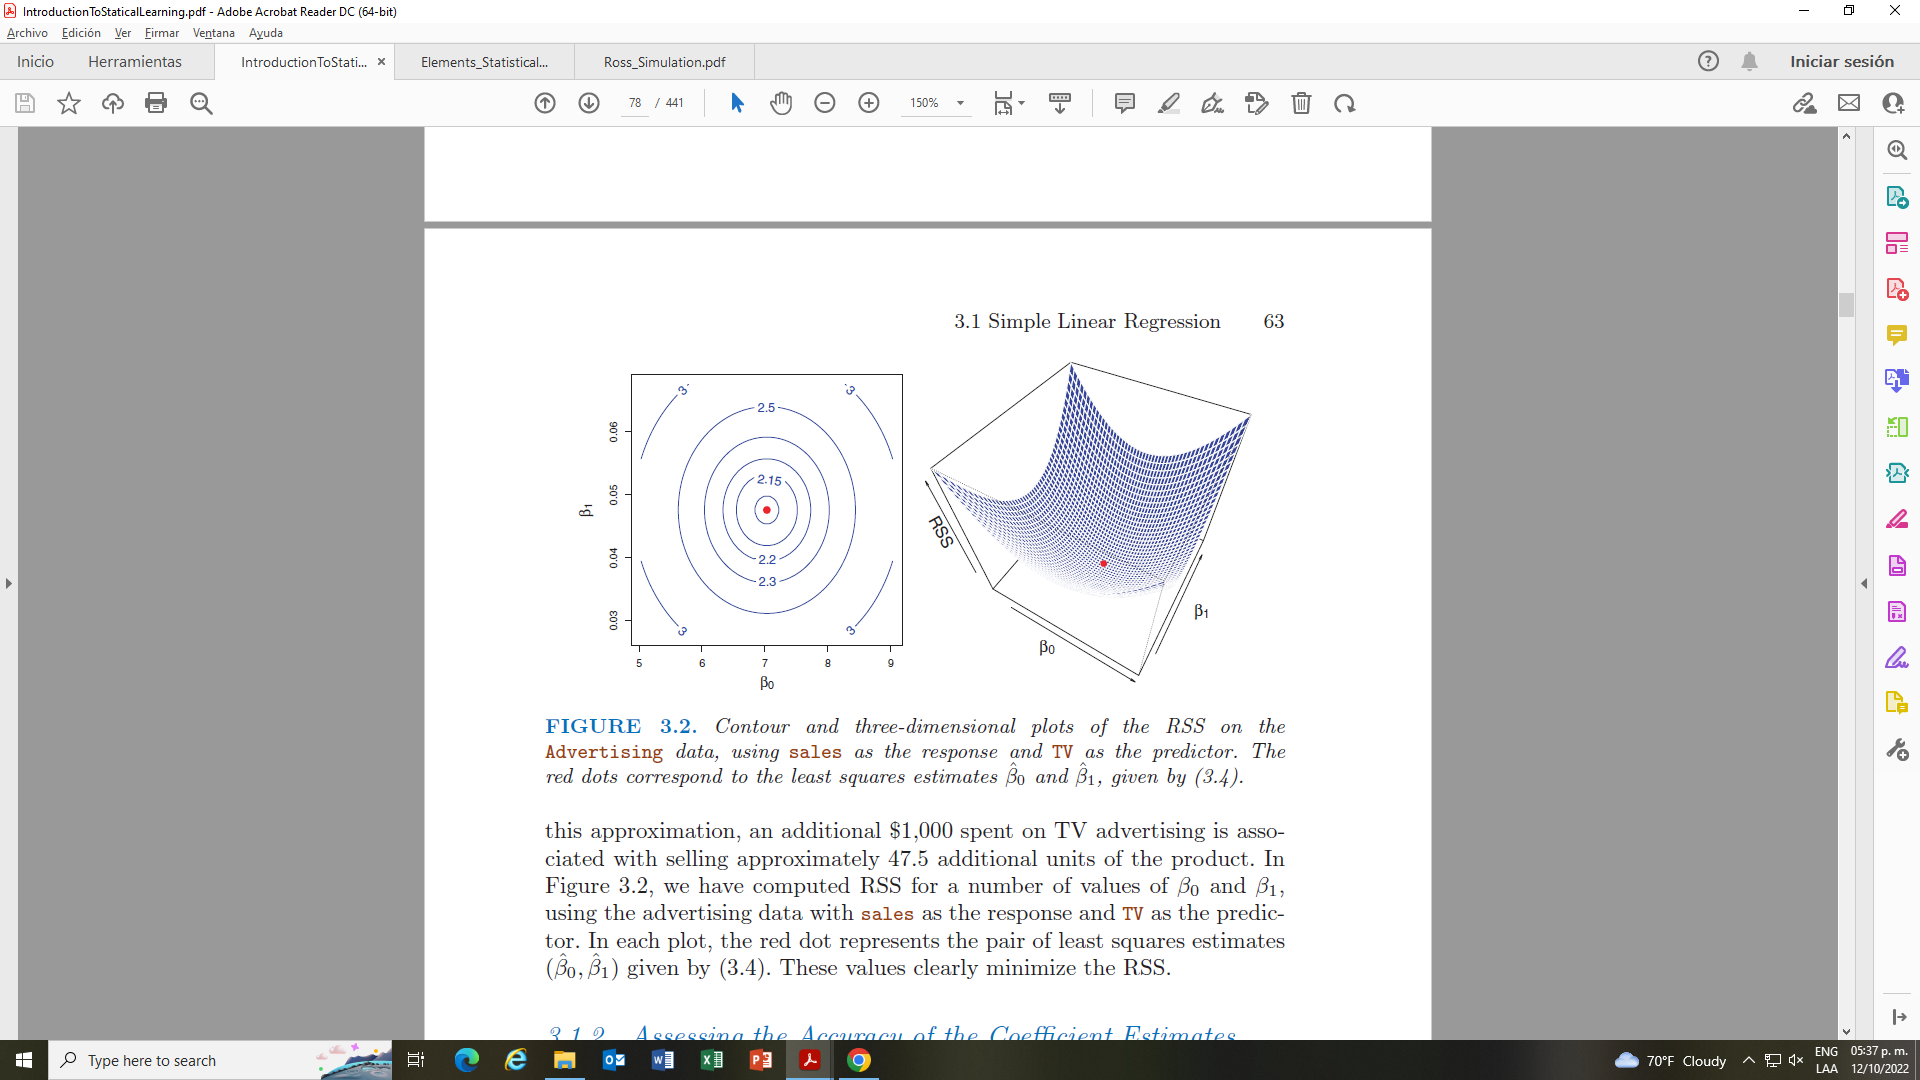 IntroductionToStaticalLearning.pdf - Adobe Acrobat Reader DC (64-bit)
Archivo Edición Ver Firmar Ventana Ayuda
Inicio Herramientas IntroductionToStati... × Elements_Statistical... Ross_Simulation.pdf Iniciar sesión
78 / 441 150%
3.1 Simple Linear Regression 63
3 3
2.5
2.15
2.2
2.3
3 3
0.03 0.04 0.05 0.06
β1
5 6 7 8 9
β0
RSS
β1
β0
FIGURE 3.2. Contour and three-dimensional plots of the RSS on the
Advertising data, using sales as the response and TV as the predictor. The
red dots correspond to the least squares estimates β̂0 and β̂1, given by (3.4).
this approximation, an additional $1,000 spent on TV advertising is asso-
ciated with selling approximately 47.5 additional units of the product. In
Figure 3.2, we have computed RSS for a number of values of β0 and β1,
using the advertising data with sales as the response and TV as the predic-
tor. In each plot, the red dot represents the pair of least squares estimates
(β̂0, β̂1) given by (3.4). These values clearly minimize the RSS.
3.1.2 Assessing the Accuracy of the Coefficient Estimates
Type here to search
70°F Cloudy
ENG
LAA
05:37 p. m.
12/10/2022